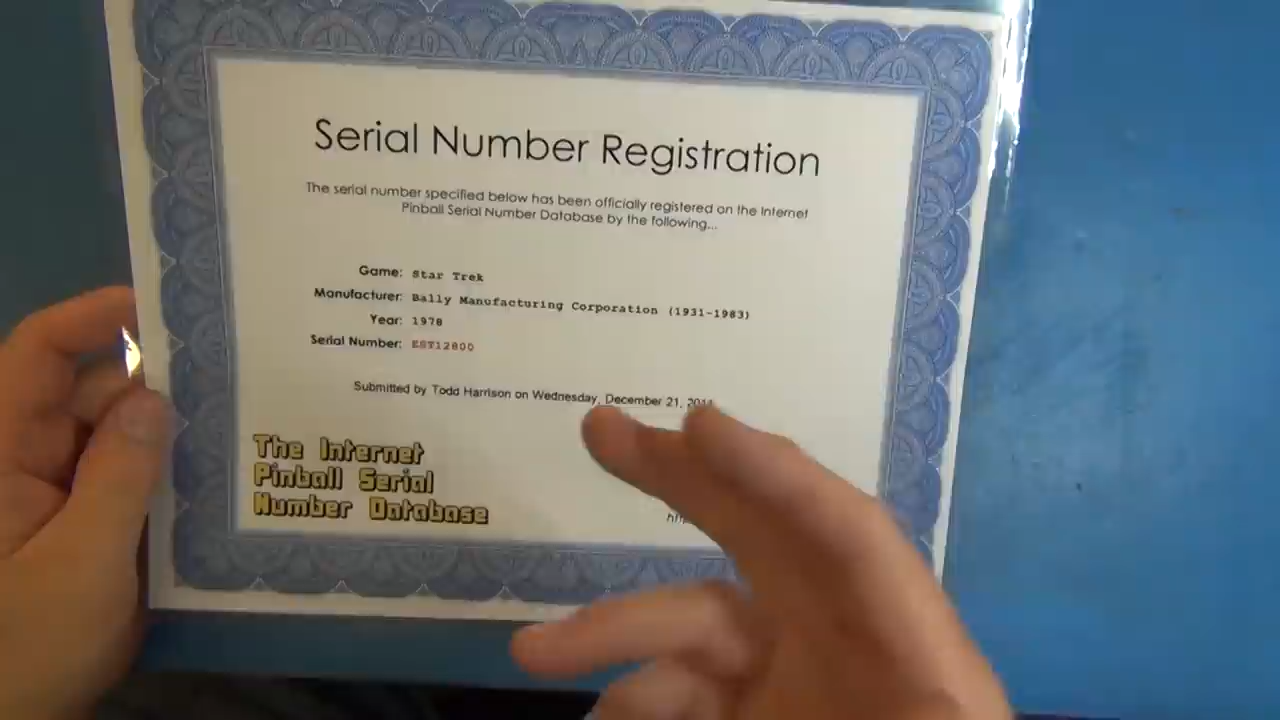 Serial Number Registration
The serial number specified below has been officially registered on the Internet
Pinball Serial Number Database by the following...
Game: Star Trek
Manufacturer: Bally Manufacturing Corporation (1931-1983)
Year: 1978
Serial Number: EST12800
Submitted by Todd Harrison on Wednesday, December 21,
The Internet
Pinball Serial
Number Database